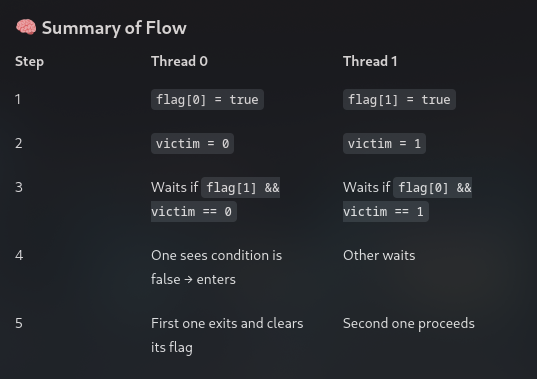 🧠 Summary of Flow
Step Thread 0 Thread 1
1 flag[0] = true flag[1] = true
2 victim = 0 victim = 1
3 Waits if flag[1] && Waits if flag[0] &&
victim == 0 victim == 1
4 One sees condition is Other waits
false → enters
5 First one exits and clears Second one proceeds
its flag